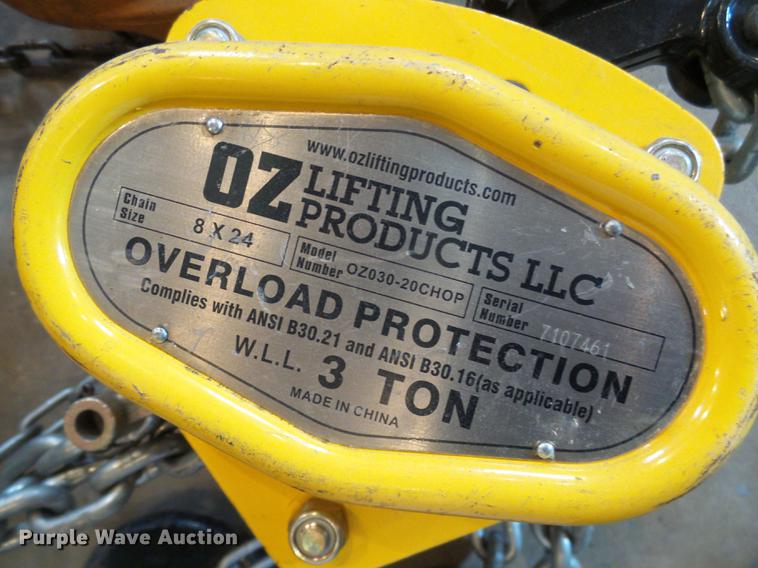 www.ozliftingproducts.com
OZ LIFTING
PRODUCTS LLC
Chain Size 8 X 24
Model Number OZ030-20CHOP
Serial Number 7107461
OVERLOAD PROTECTION
Complies with ANSI B30.21 and ANSI B30.16(as applicable)
W.L.L. 3 TON
MADE IN CHINA
Purple Wave Auction